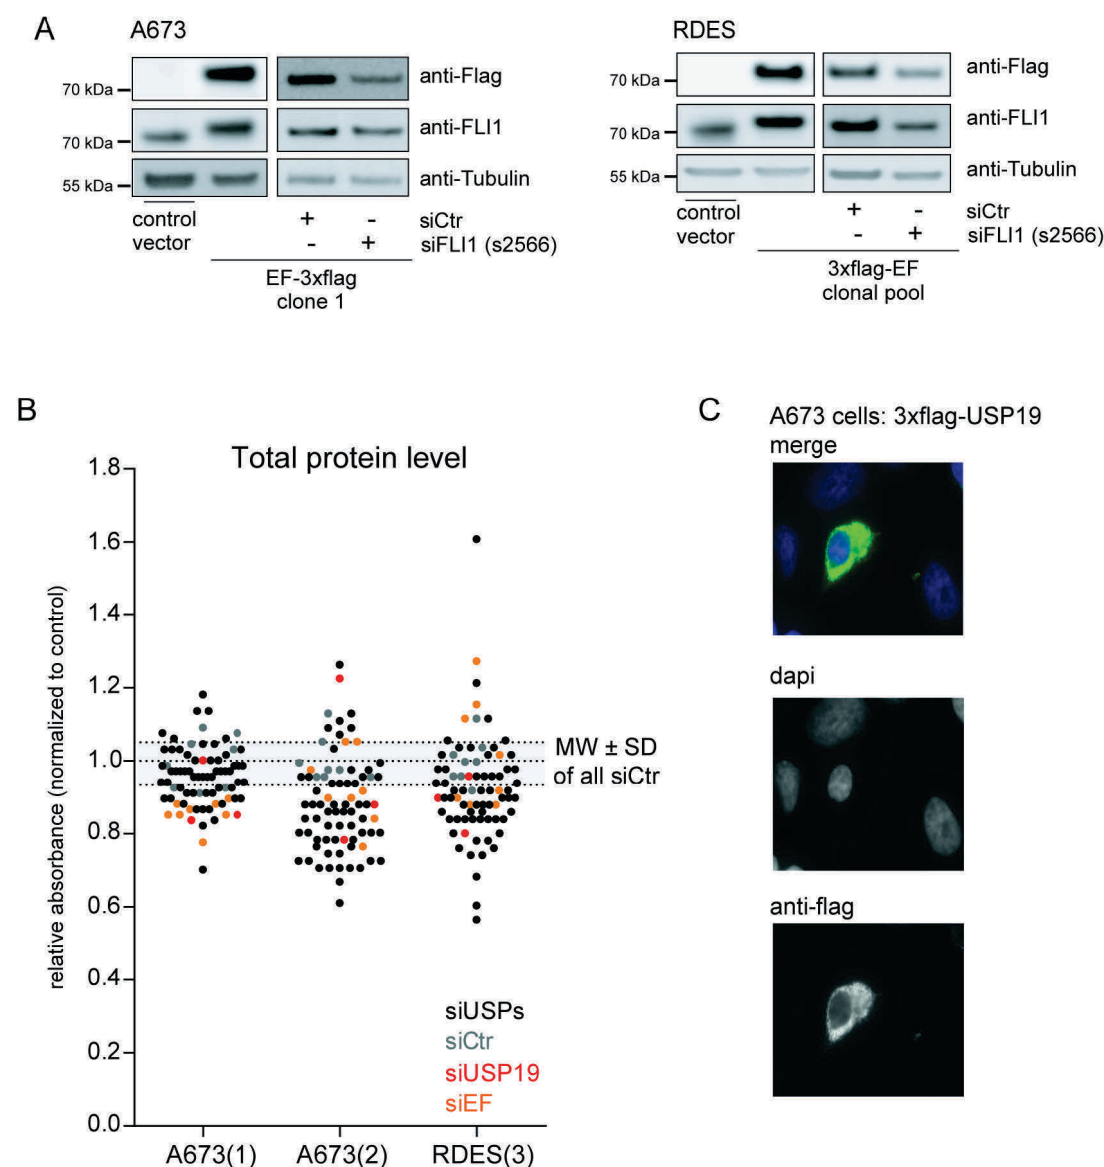 A
A673
anti-Flag
70 kDa
anti-FLI1
70 kDa
anti-Tubulin
55 kDa
control
vector
+ - siCtr
- + siFLI1 (s2566)
EF-3xflag
clone 1
RDES
anti-Flag
70 kDa
anti-FLI1
70 kDa
anti-Tubulin
55 kDa
control
vector
+ - siCtr
- + siFLI1 (s2566)
3xflag-EF
clonal pool
B
Total protein level
relative absorbance (normalized to control)
1.8
1.6
1.4
1.2
1.0
0.8
0.6
0.4
0.2
0.0
MW ± SD
of all siCtr
siUSPs
siCtr
siUSP19
siEF
A673(1) A673(2) RDES(3)
C
A673 cells: 3xflag-USP19
merge
dapi
anti-flag